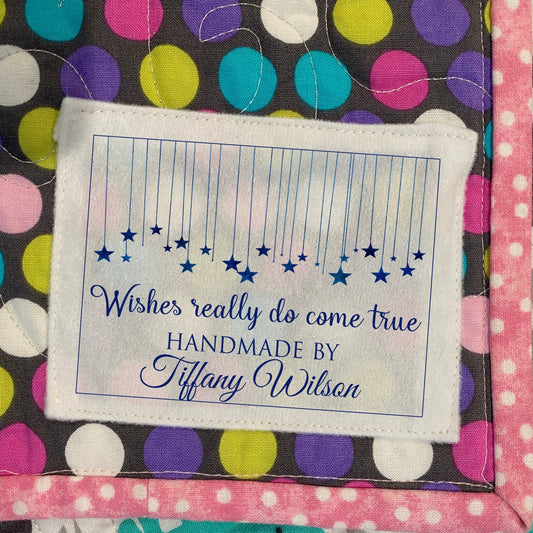 Wishes really do come true
HANDMADE BY
Tiffany Wilson